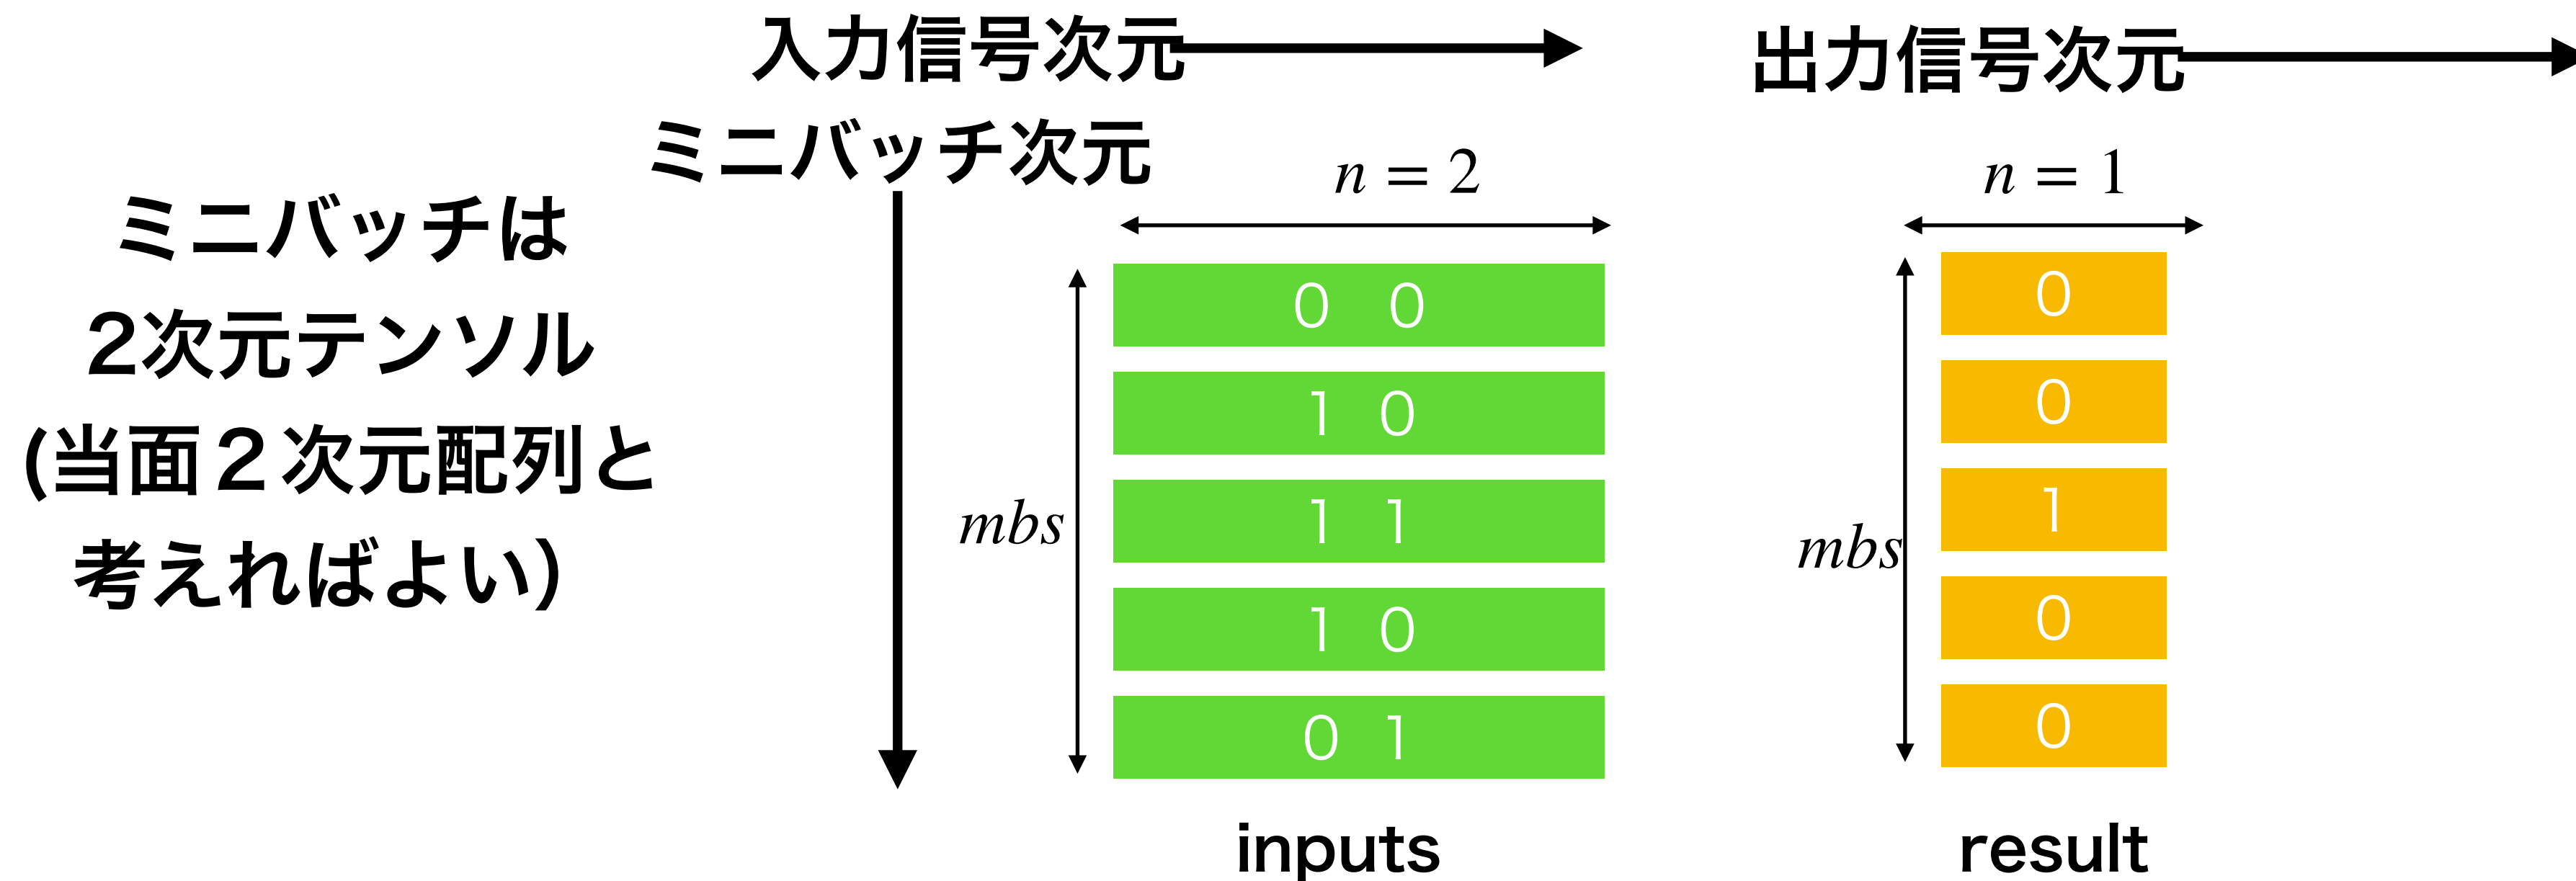 入力信号次元
出力信号次元
ミニバッチ次元
ミニバッチは
2次元テンソル
(当面２次元配列と
考えればよい）
n = 2
n = 1
mbs
0 0
1 0
1 1
1 0
0 1
inputs
mbs
0
0
1
0
0
result